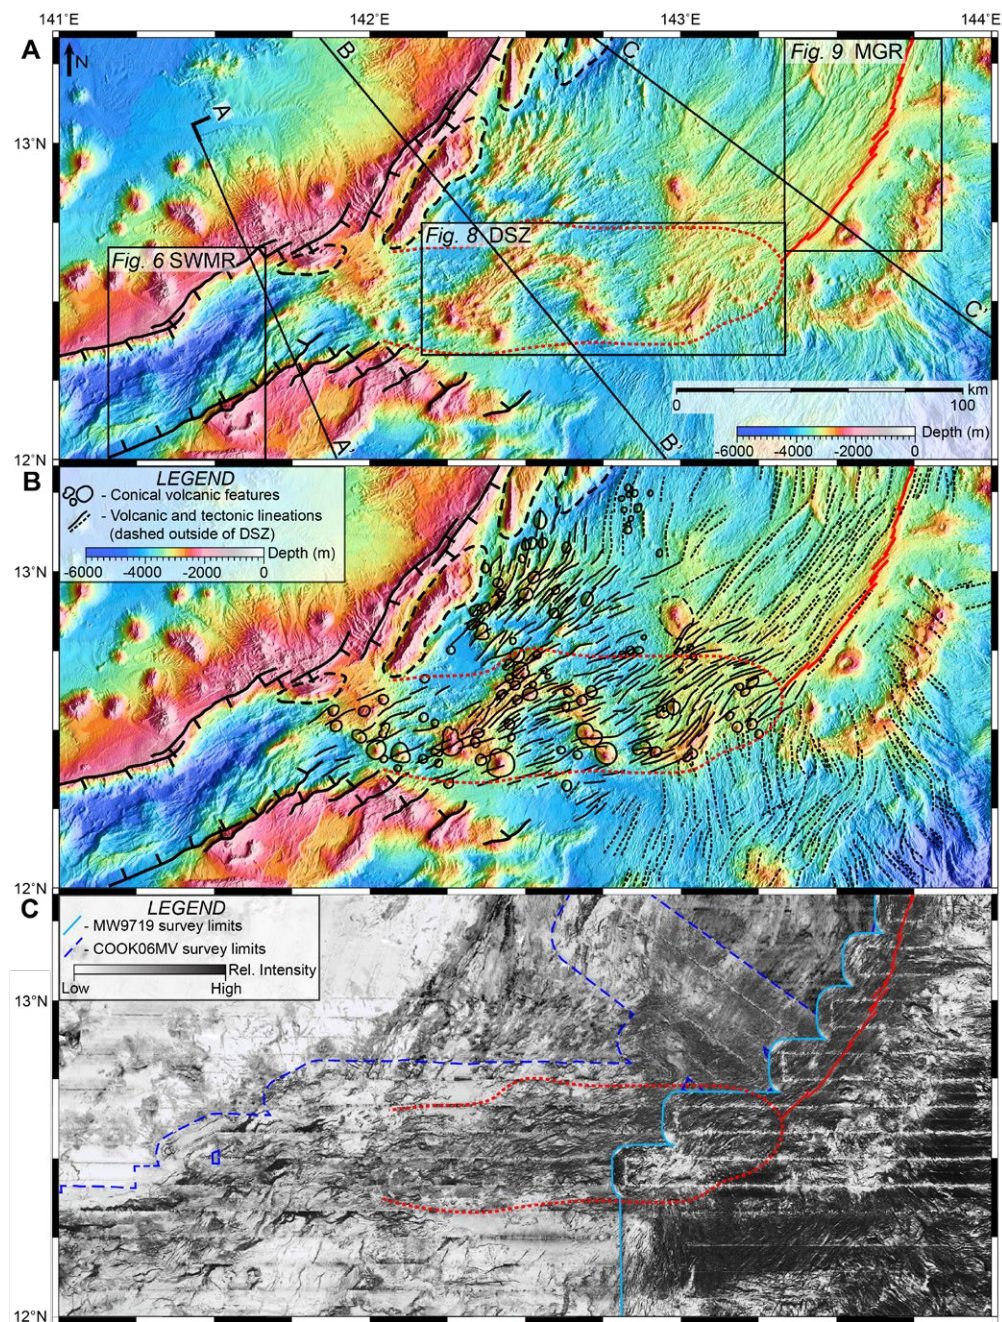 141°E 142°E 143°E 144°E
A
N
A
B
C
Fig. 9 MGR
13°N
Fig. 8 DSZ
Fig. 6 SWMR
C'
km
0 100
A'
B'
-6000 -4000 -2000 0 Depth (m)
12°N
B
LEGEND
- Conical volcanic features
- Volcanic and tectonic lineations
(dashed outside of DSZ)
Depth (m)
-6000 -4000 -2000 0
13°N
12°N
C
LEGEND
- MW9719 survey limits
- COOK06MV survey limits
Rel. Intensity
Low High
13°N
12°N